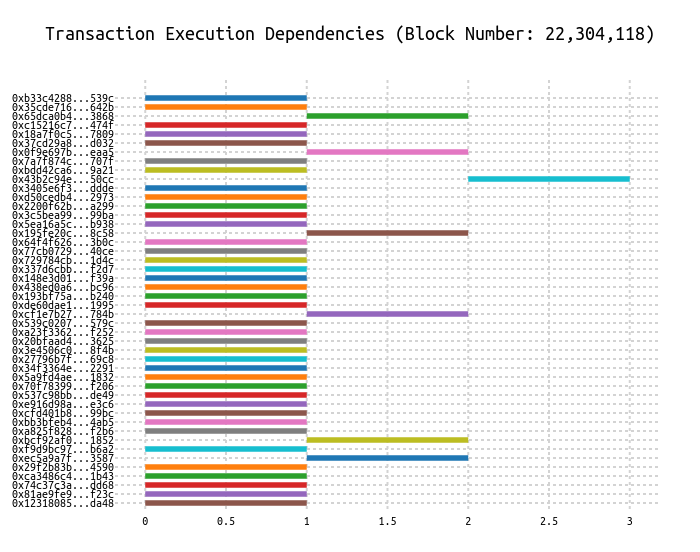 Transaction Execution Dependencies (Block Number: 22,304,118)
0xb33c4288...539c
0x35cde716...642b
0x65dca0b4...3868
0xc15216c7...474f
0x18a7f0c5...7809
0x37cd29a8...d032
0x0f9e697b...eaa5
0x7a7f874c...707f
0xbdd42ca6...9a21
0x43b2c94e...50cc
0x3405e6f3...ddde
0xd50cedb4...2973
0x2200f62b...a299
0x3c5bea99...99ba
0x5ea16a5c...b938
0x195fe20c...8c58
0x64f4f626...3b0c
0x77cb0729...40ce
0x729784cb...1d4c
0x337d6cbb...f2d7
0x148e3d01...f39a
0x438ed0a6...bc96
0x193bf75a...b240
0xde60dae1...1995
0xcf1e7b27...784b
0x539c0207...579c
0xa23f3362...f252
0x20bfaad4...3625
0x3e4506c0...8f4b
0x27796b7f...69c8
0x34f3364e...2291
0x5a9fd4ae...1832
0x70f78399...f206
0x537c98bb...de49
0xe916d98a...e3c6
0xcfd401b8...99bc
0xbb3bfeb4...4ab5
0xa825f828...f2b6
0xbcf92af0...1852
0xf9d9bc97...b6a2
0xec5a9a7f...3587
0x29f2b83b...4590
0xca3486c4...1b43
0x74c37c3a...dd68
0x81ae9fe9...f23c
0x12318085...da48
0 0.5 1 1.5 2 2.5 3